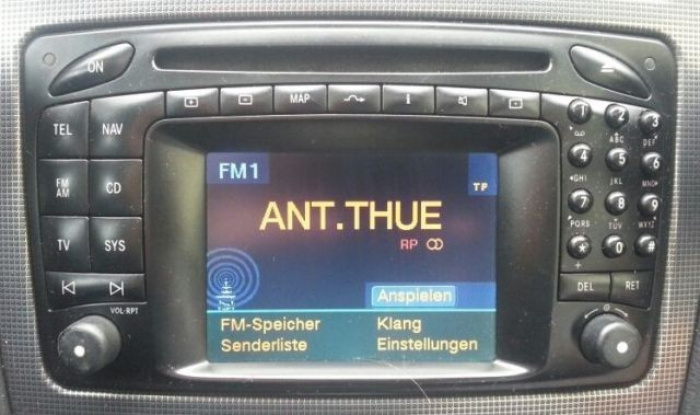 ON
MAP
i
TEL NAV
FM AM CD
TV SYS
VOL·RPT
FM1
TP
ANT.THUE
RP
Anspielen
FM-Speicher Klang
Senderliste Einstellungen
1 2 3
ABC DEF
4 5 6
GHI JKL MNO
7 8 9
PQRS TUV WXYZ
* 0 #
+
DEL RET